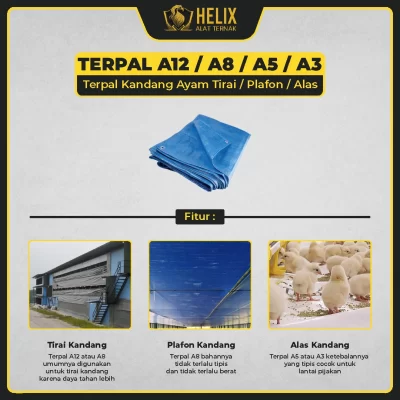 HELIX
ALAT TERNAK
TERPAL A12 / A8 / A5 / A3
Terpal Kandang Ayam Tirai / Plafon / Alas
Fitur :
Tirai Kandang
Terpal A12 atau A8
umumnya digunakan
untuk tirai kandang
karena daya tahan lebih
Plafon Kandang
Terpal A8 bahannya
tidak terlalu tipis
dan tidak terlalu berat
Alas Kandang
Terpal A5 atau A3 ketebalannya
yang tipis cocok untuk
lantai pijakan